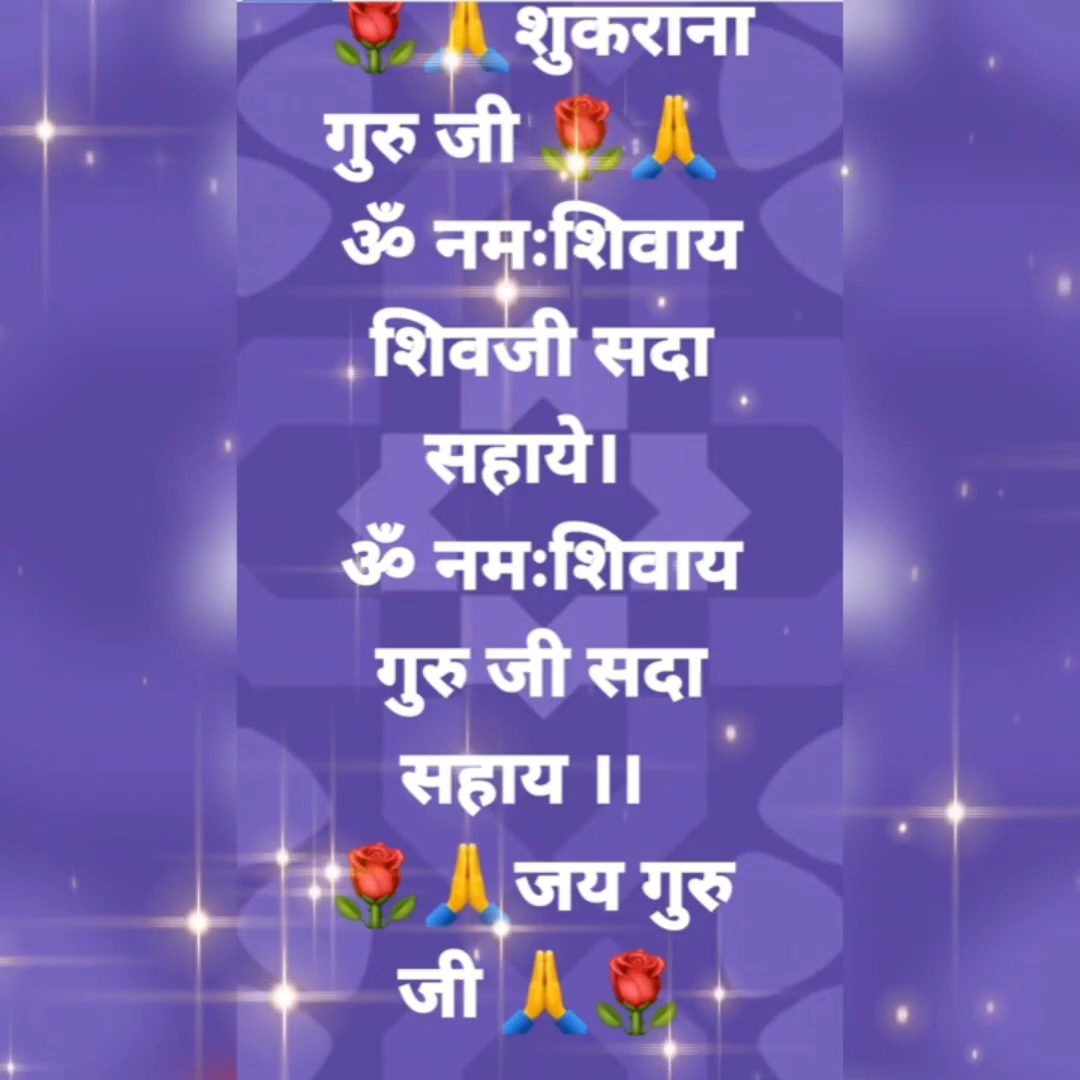 🌹🙏शुकराना
गुरु जी 🌹🙏
ॐ नमःशिवाय
शिवजी सदा
सहाये।
ॐ नमःशिवाय
गुरु जी सदा
सहाय ।।
🌹🙏जय गुरु
जी 🙏🌹